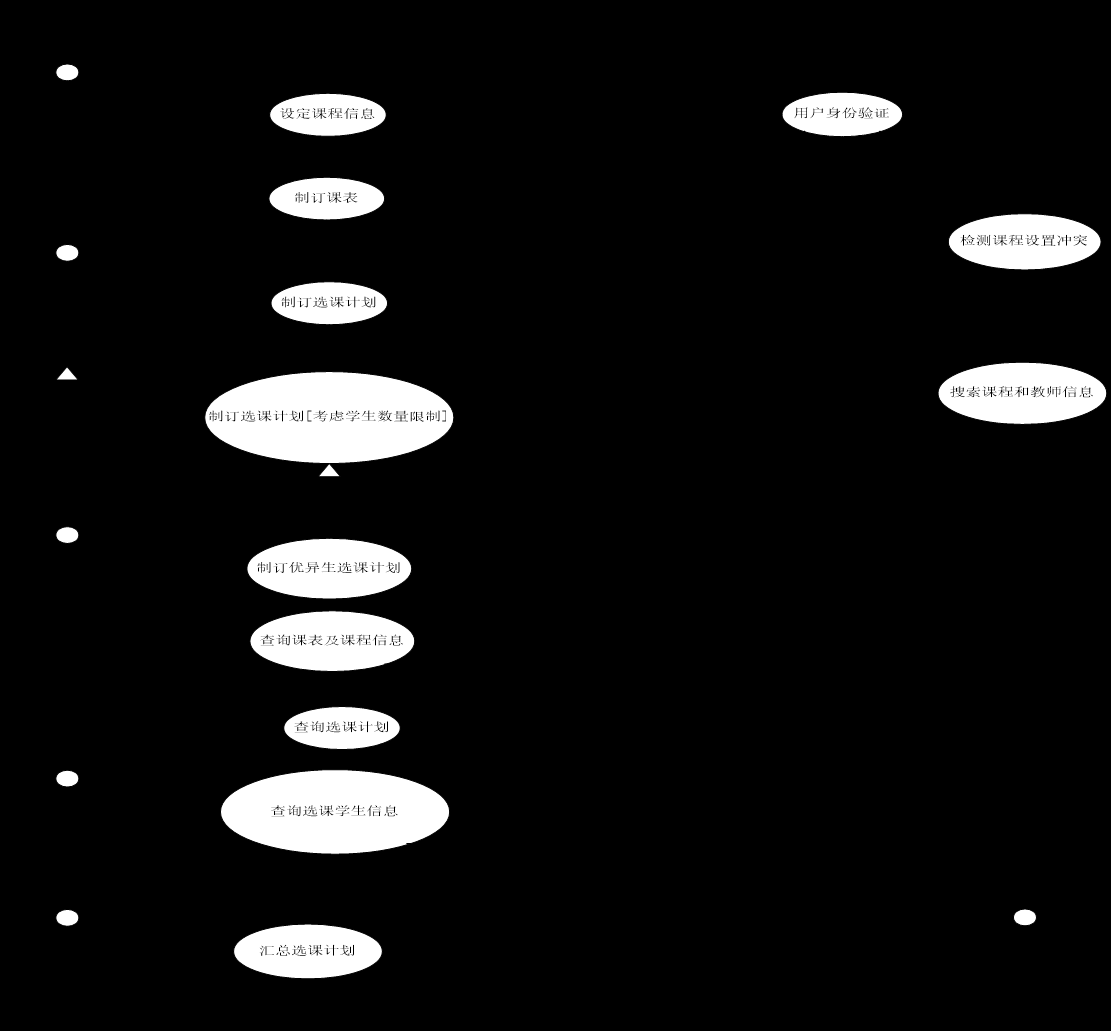 设定课程信息
用户身份验证
制订课表
检测课程设置冲突
制订选课计划
搜索课程和教师信息
制订选课计划[考虑学生数量限制]
制订优异生选课计划
查询课表及课程信息
查询选课计划
查询选课学生信息
汇总选课计划